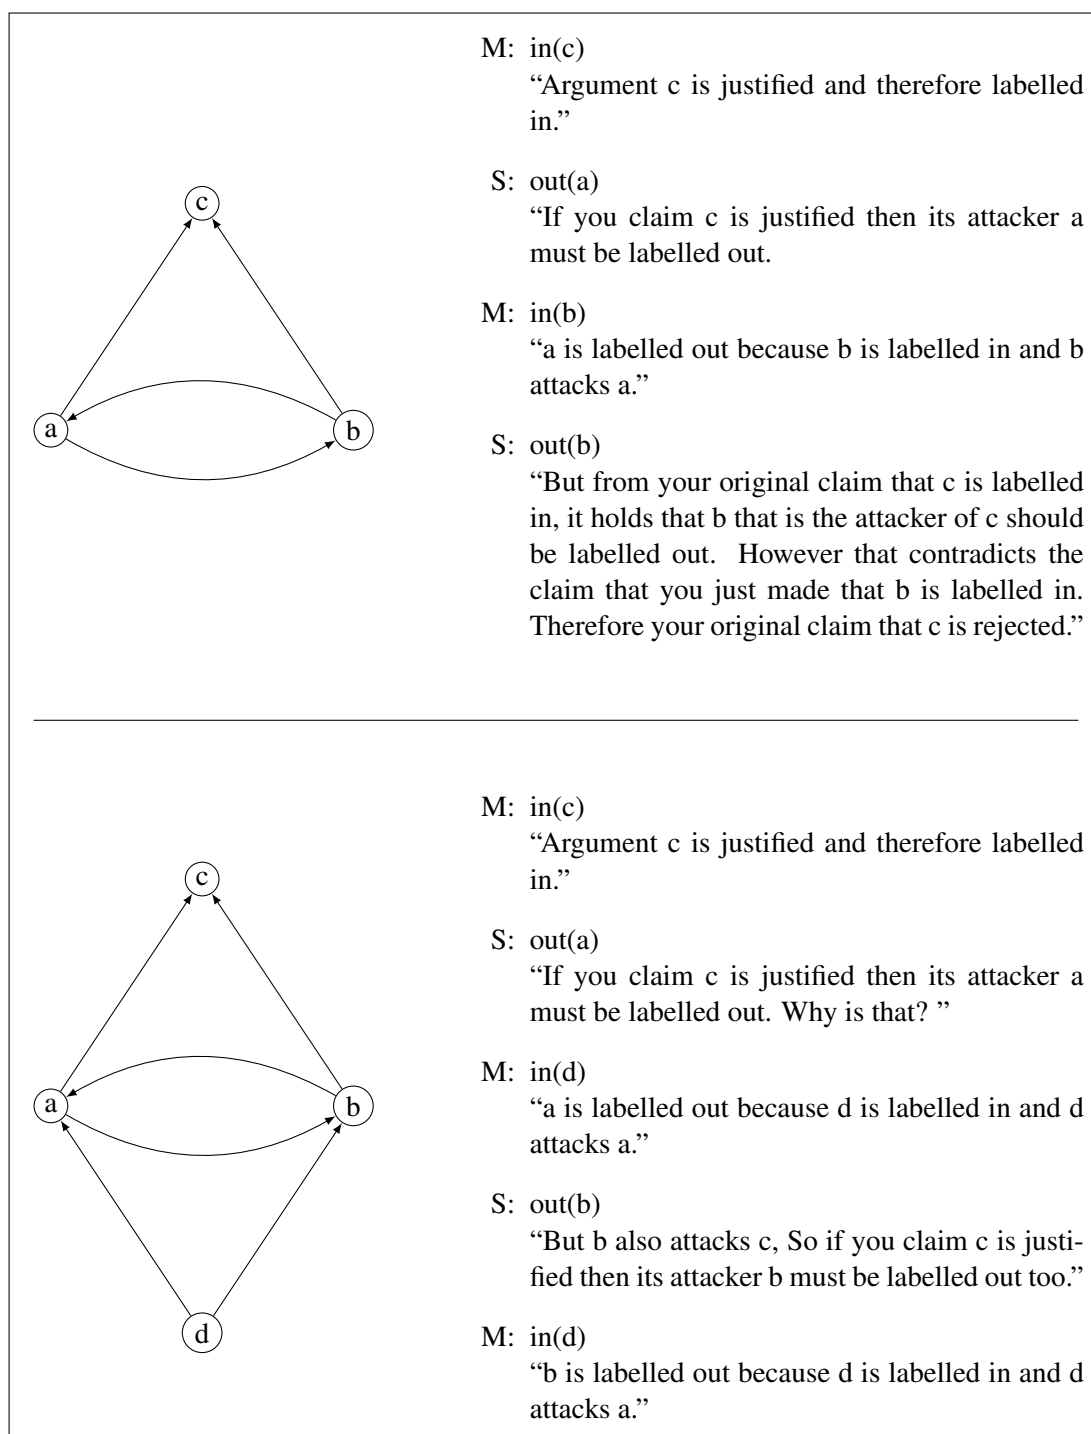 M: in(c)
“Argument c is justified and therefore labelled
in.”
S: out(a)
“If you claim c is justified then its attacker a
must be labelled out.
M: in(b)
“a is labelled out because b is labelled in and b
attacks a.”
S: out(b)
“But from your original claim that c is labelled
in, it holds that b that is the attacker of c should
be labelled out. However that contradicts the
claim that you just made that b is labelled in.
Therefore your original claim that c is rejected.”
c
a
b
M: in(c)
“Argument c is justified and therefore labelled
in.”
S: out(a)
“If you claim c is justified then its attacker a
must be labelled out. Why is that? ”
M: in(d)
“a is labelled out because d is labelled in and d
attacks a.”
S: out(b)
“But b also attacks c, So if you claim c is justi-
fied then its attacker b must be labelled out too.”
M: in(d)
“b is labelled out because d is labelled in and d
attacks a.”
c
a
b
d